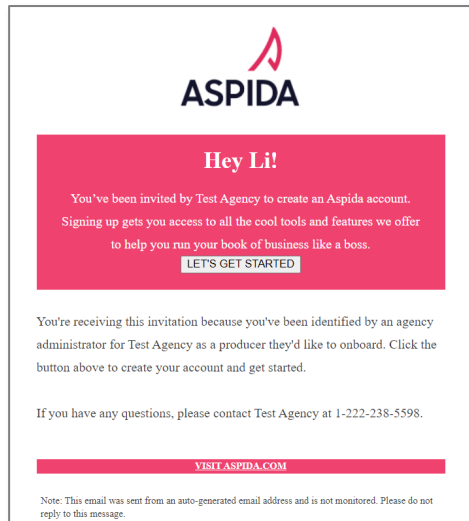 ASPIDA
Hey Li!
You’ve been invited by Test Agency to create an Aspida account.
Signing up gets you access to all the cool tools and features we offer
to help you run your book of business like a boss.
LET'S GET STARTED
You're receiving this invitation because you've been identified by an agency
administrator for Test Agency as a producer they'd like to onboard. Click the
button above to create your account and get started.
If you have any questions, please contact Test Agency at 1-222-238-5598.
VISIT ASPIDA.COM
Note: This email was sent from an auto-generated email address and is not monitored. Please do not
reply to this message.